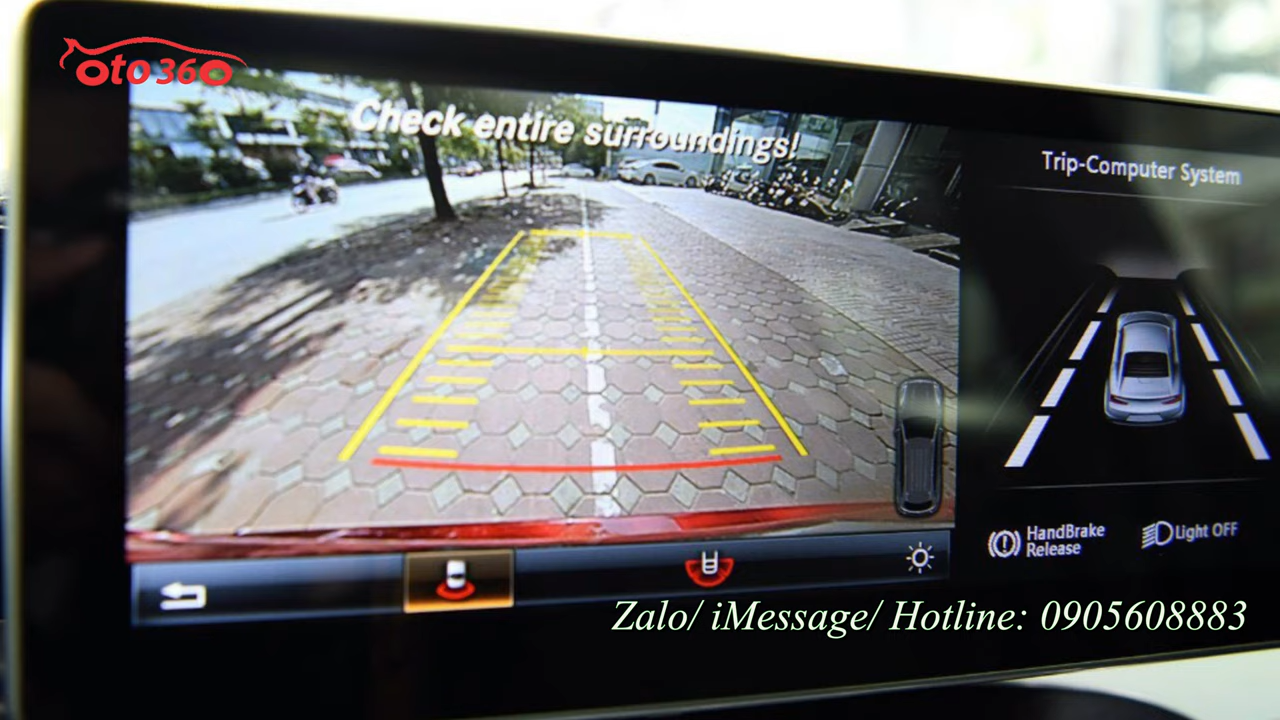 oto360
Check entire surroundings!
Trip-Computer System
HandBrake
Release
Light OFF
Zalo/ iMessage/ Hotline: 0905608883